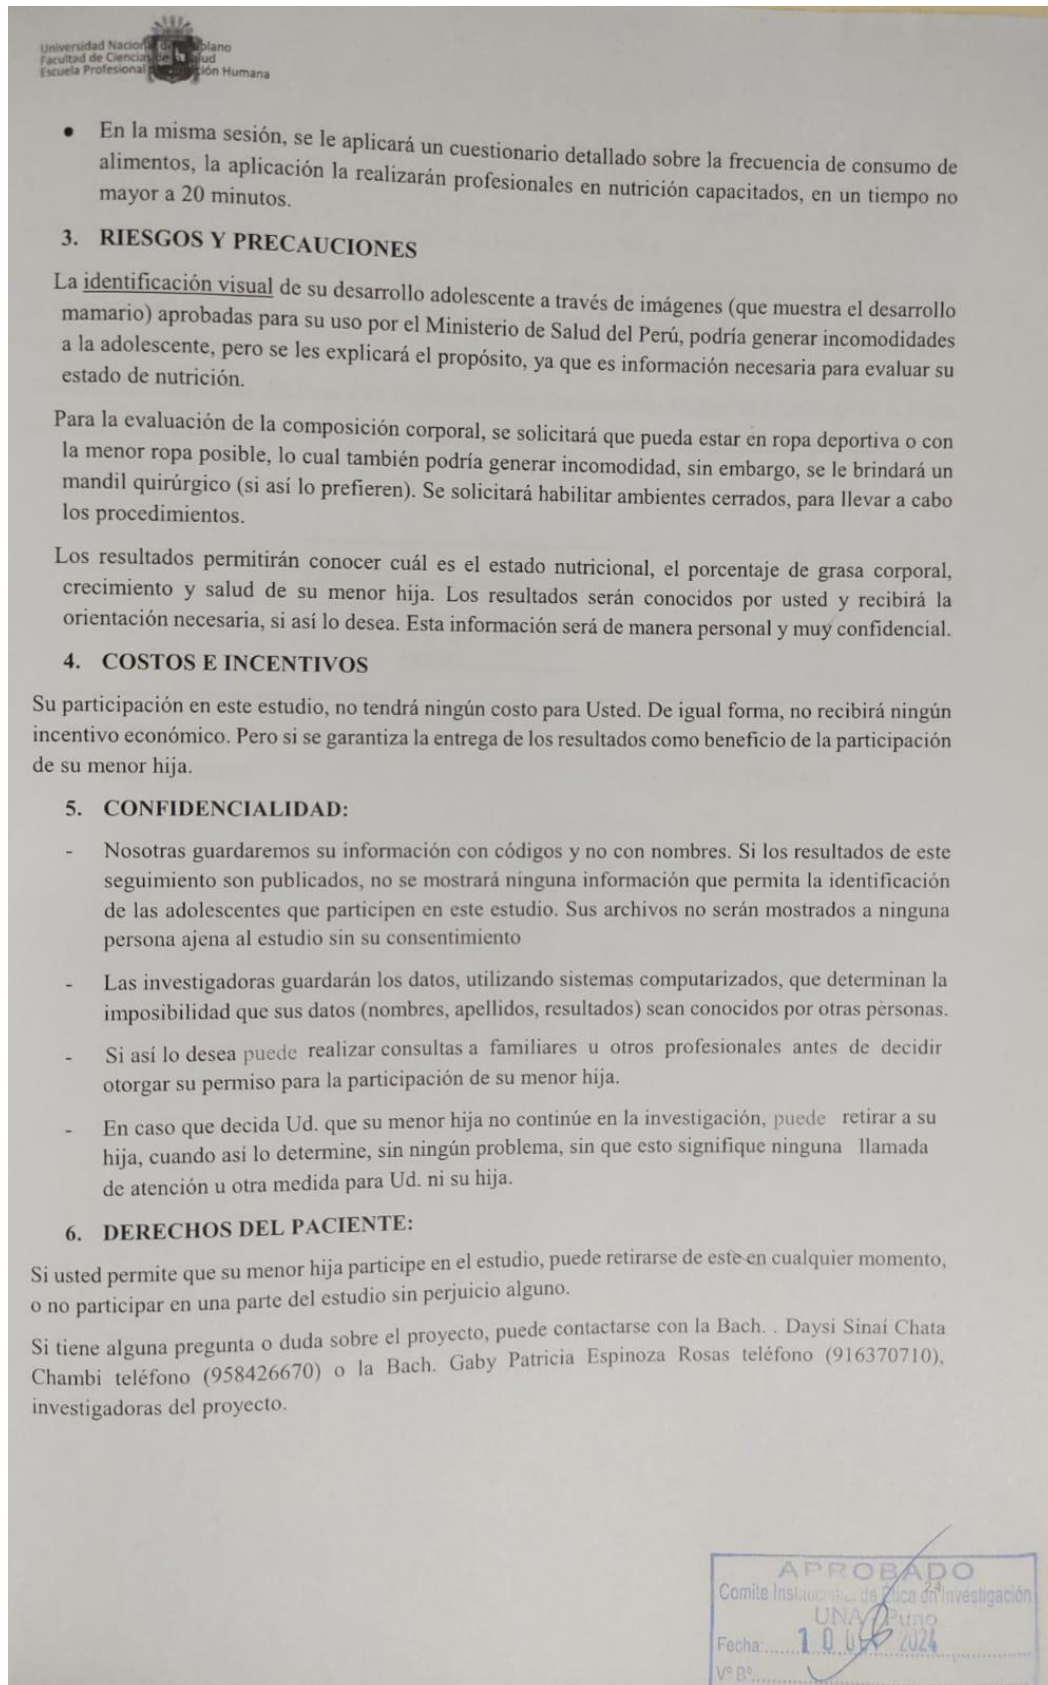 Universidad Nacional del Altiplano
Facultad de Ciencias de la Salud
Escuela Profesional Nutrición Humana
• En la misma sesión, se le aplicará un cuestionario detallado sobre la frecuencia de consumo de
alimentos, la aplicación la realizarán profesionales en nutrición capacitados, en un tiempo no
mayor a 20 minutos.
3. RIESGOS Y PRECAUCIONES
La identificación visual de su desarrollo adolescente a través de imágenes (que muestra el desarrollo
mamario) aprobadas para su uso por el Ministerio de Salud del Perú, podría generar incomodidades
a la adolescente, pero se les explicará el propósito, ya que es información necesaria para evaluar su
estado de nutrición.
Para la evaluación de la composición corporal, se solicitará que pueda estar en ropa deportiva o con
la menor ropa posible, lo cual también podría generar incomodidad, sin embargo, se le brindará un
mandil quirúrgico (si así lo prefieren). Se solicitará habilitar ambientes cerrados, para llevar a cabo
los procedimientos.
Los resultados permitirán conocer cuál es el estado nutricional, el porcentaje de grasa corporal,
crecimiento y salud de su menor hija. Los resultados serán conocidos por usted y recibirá la
orientación necesaria, si así lo desea. Esta información será de manera personal y muy confidencial.
4. COSTOS E INCENTIVOS
Su participación en este estudio, no tendrá ningún costo para Usted. De igual forma, no recibirá ningún
incentivo económico. Pero si se garantiza la entrega de los resultados como beneficio de la participación
de su menor hija.
5. CONFIDENCIALIDAD:
- Nosotras guardaremos su información con códigos y no con nombres. Si los resultados de este
seguimiento son publicados, no se mostrará ninguna información que permita la identificación
de las adolescentes que participen en este estudio. Sus archivos no serán mostrados a ninguna
persona ajena al estudio sin su consentimiento
- Las investigadoras guardarán los datos, utilizando sistemas computarizados, que determinan la
imposibilidad que sus datos (nombres, apellidos, resultados) sean conocidos por otras personas.
- Si así lo desea puede realizar consultas a familiares u otros profesionales antes de decidir
otorgar su permiso para la participación de su menor hija.
- En caso que decida Ud. que su menor hija no continúe en la investigación, puede retirar a su
hija, cuando así lo determine, sin ningún problema, sin que esto signifique ninguna llamada
de atención u otra medida para Ud. ni su hija.
6. DERECHOS DEL PACIENTE:
Si usted permite que su menor hija participe en el estudio, puede retirarse de este en cualquier momento,
o no participar en una parte del estudio sin perjuicio alguno.
Si tiene alguna pregunta o duda sobre el proyecto, puede contactarse con la Bach. . Daysi Sinaí Chata
Chambi teléfono (958426670) o la Bach. Gaby Patricia Espinoza Rosas teléfono (916370710),
investigadoras del proyecto.
APROBADO
24
Comite Institucional de Etica en Investigación
UNA Puno
Fecha: 10 2024
V° B°